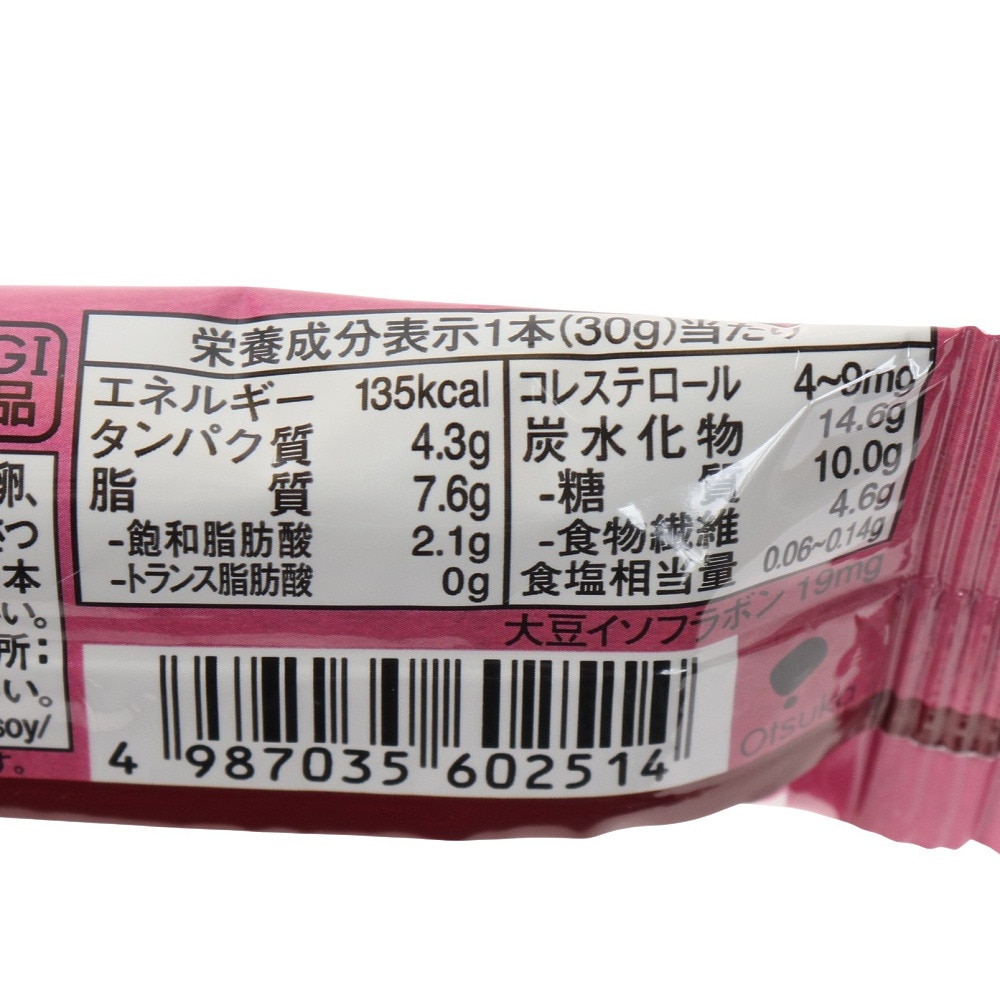 GI
品
卵、
さつ
本
い。
所:
い。
soy/
す。
栄養成分表示1本(30g)当たり
エネルギー 135kcal
タンパク質 4.3g
脂質 7.6g
-飽和脂肪酸 2.1g
-トランス脂肪酸 0g
コレステロール 4~9mg
炭水化物 14.6g
-糖質 10.0g
-食物繊維 4.6g
食塩相当量 0.06~0.14g
大豆イソフラボン 19mg
4 987035 602514
Otsuka